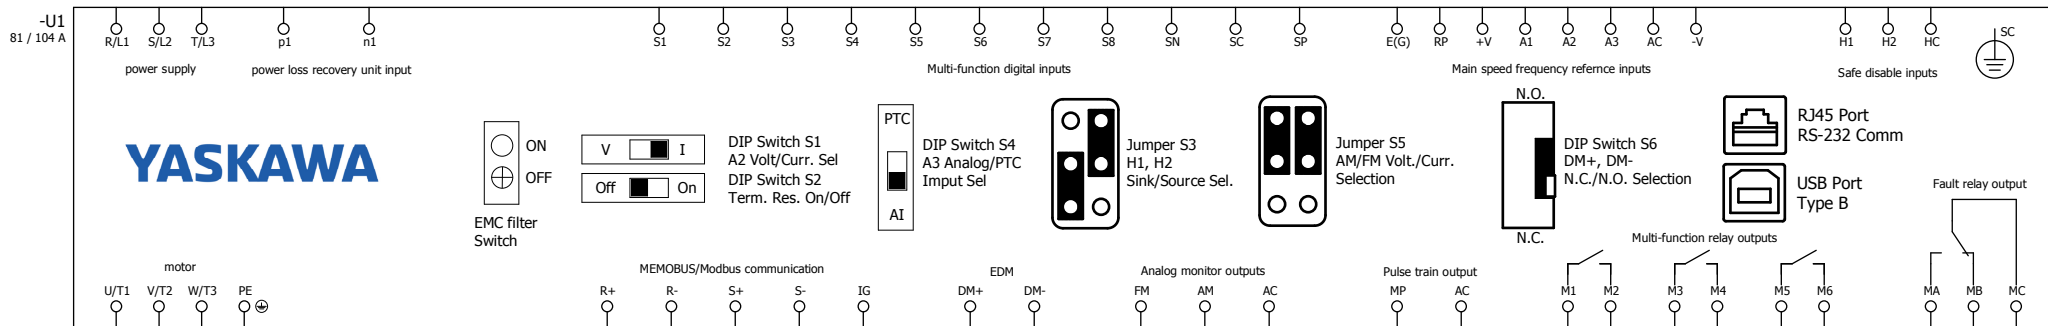 -U1
81 / 104 A
R/L1 S/L2 T/L3 p1 n1 S1 S2 S3 S4 S5 S6 S7 S8 SN SC SP E(G) RP +V A1 A2 A3 AC -V H1 H2 HC SC
power supply power loss recovery unit input Multi-function digital inputs Main speed frequency refernce inputs Safe disable inputs
YASKAWA
ON
OFF
EMC filter
Switch
V I
DIP Switch S1
A2 Volt/Curr. Sel
Off On
DIP Switch S2
Term. Res. On/Off
PTC
AI
DIP Switch S4
A3 Analog/PTC
Imput Sel
Jumper S3
H1, H2
Sink/Source Sel.
Jumper S5
AM/FM Volt./Curr.
Selection
N.O.
N.C.
DIP Switch S6
DM+, DM-
N.C./N.O. Selection
RJ45 Port
RS-232 Comm
USB Port
Type B
Fault relay output
Multi-function relay outputs
motor MEMOBUS/Modbus communication EDM Analog monitor outputs Pulse train output
U/T1 V/T2 W/T3 PE R+ R- S+ S- IG DM+ DM- FM AM AC MP AC M1 M2 M3 M4 M5 M6 MA MB MC